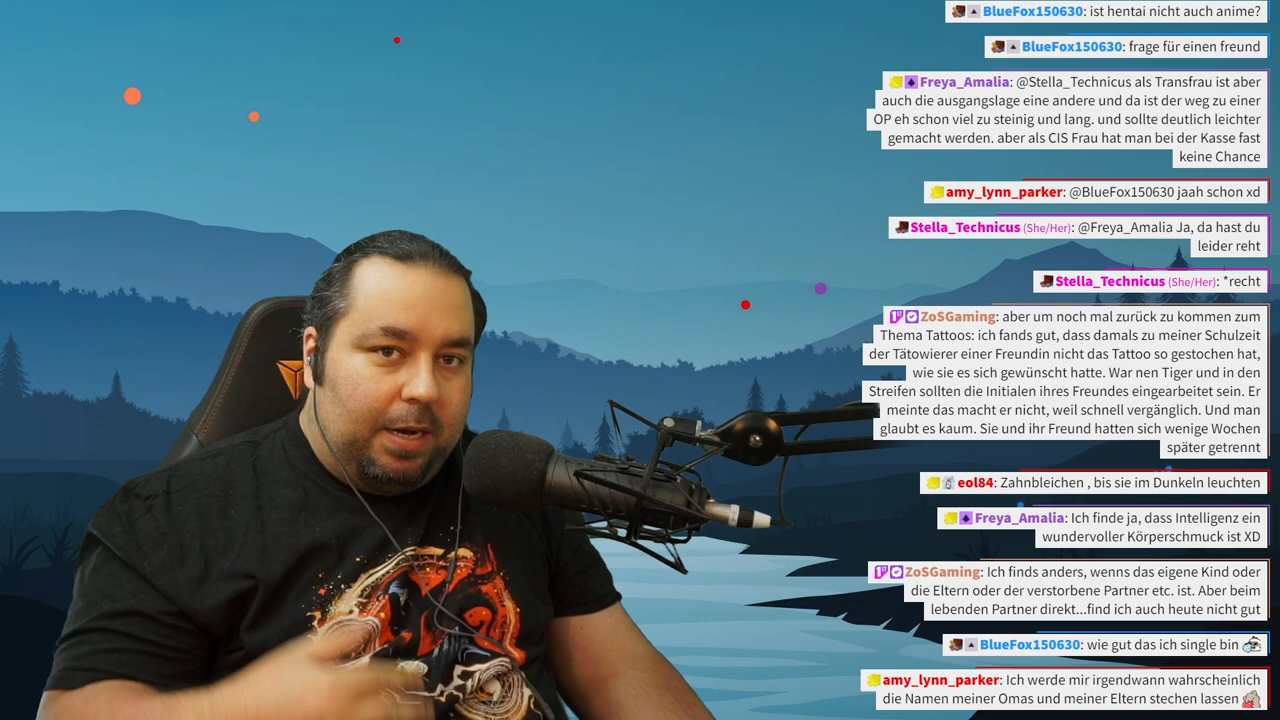 BlueFox150630: ist hentai nicht auch anime?
BlueFox150630: frage für einen freund
Freya_Amalia: @Stella_Technicus als Transfrau ist aber
auch die ausgangslage eine andere und da ist der weg zu einer
OP eh schon viel zu steinig und lang. und sollte deutlich leichter
gemacht werden. aber als CIS Frau hat man bei der Kasse fast
keine Chance
amy_lynn_parker: @BlueFox150630 jaah schon xd
Stella_Technicus (She/Her): @Freya_Amalia Ja, da hast du
leider reht
Stella_Technicus (She/Her): *recht
ZoSGaming: aber um noch mal zurück zu kommen zum
Thema Tattoos: ich fands gut, dass damals zu meiner Schulzeit
der Tätowierer einer Freundin nicht das Tattoo so gestochen hat,
wie sie es sich gewünscht hatte. War nen Tiger und in den
Streifen sollten die Initialen ihres Freundes eingearbeitet sein. Er
meinte das macht er nicht, weil schnell vergänglich. Und man
glaubt es kaum. Sie und ihr Freund hatten sich wenige Wochen
später getrennt
eol84: Zahnbleichen , bis sie im Dunkeln leuchten
Freya_Amalia: Ich finde ja, dass Intelligenz ein
wundervoller Körperschmuck ist XD
ZoSGaming: Ich finds anders, wenns das eigene Kind oder
die Eltern oder der verstorbene Partner etc. ist. Aber beim
lebenden Partner direkt...find ich auch heute nicht gut
BlueFox150630: wie gut das ich single bin
amy_lynn_parker: Ich werde mir irgendwann wahrscheinlich
die Namen meiner Omas und meiner Eltern stechen lassen